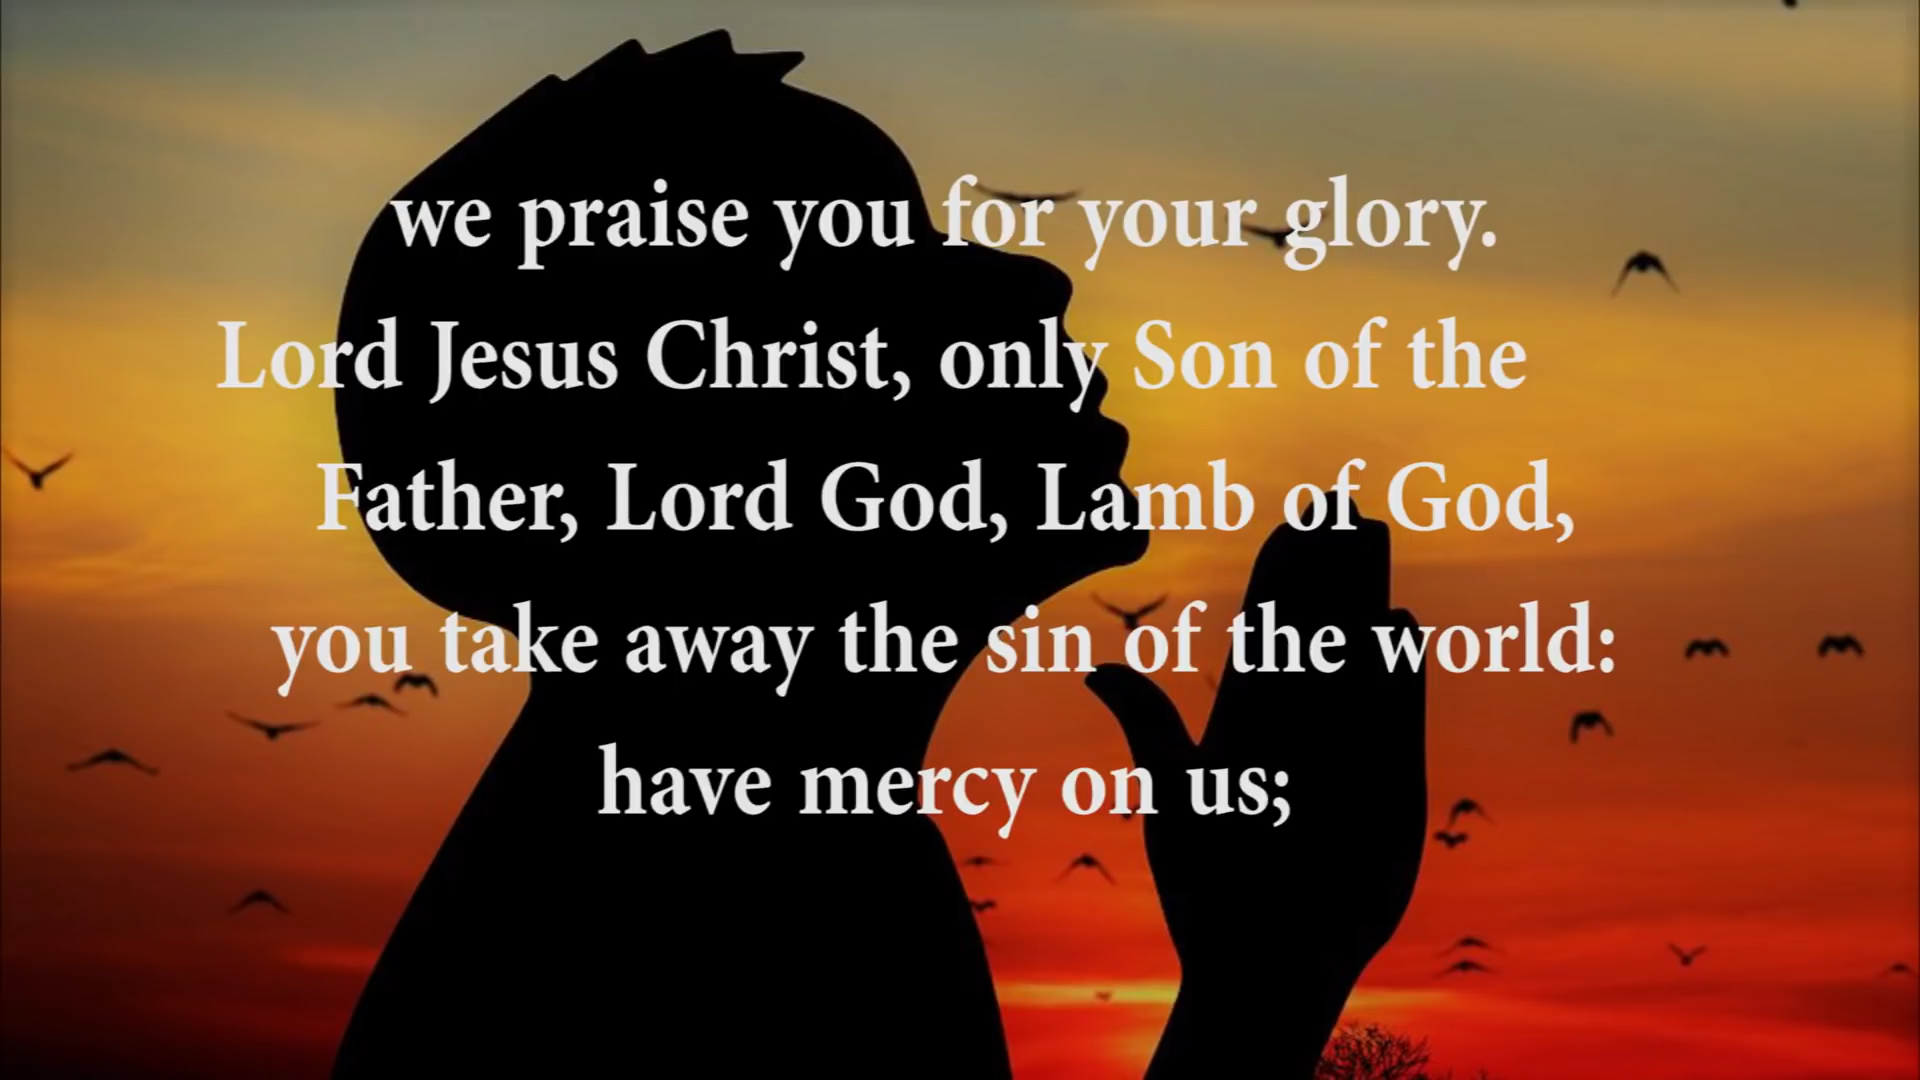 we praise you for your glory.
Lord Jesus Christ, only Son of the
Father, Lord God, Lamb of God,
you take away the sin of the world:
have mercy on us;